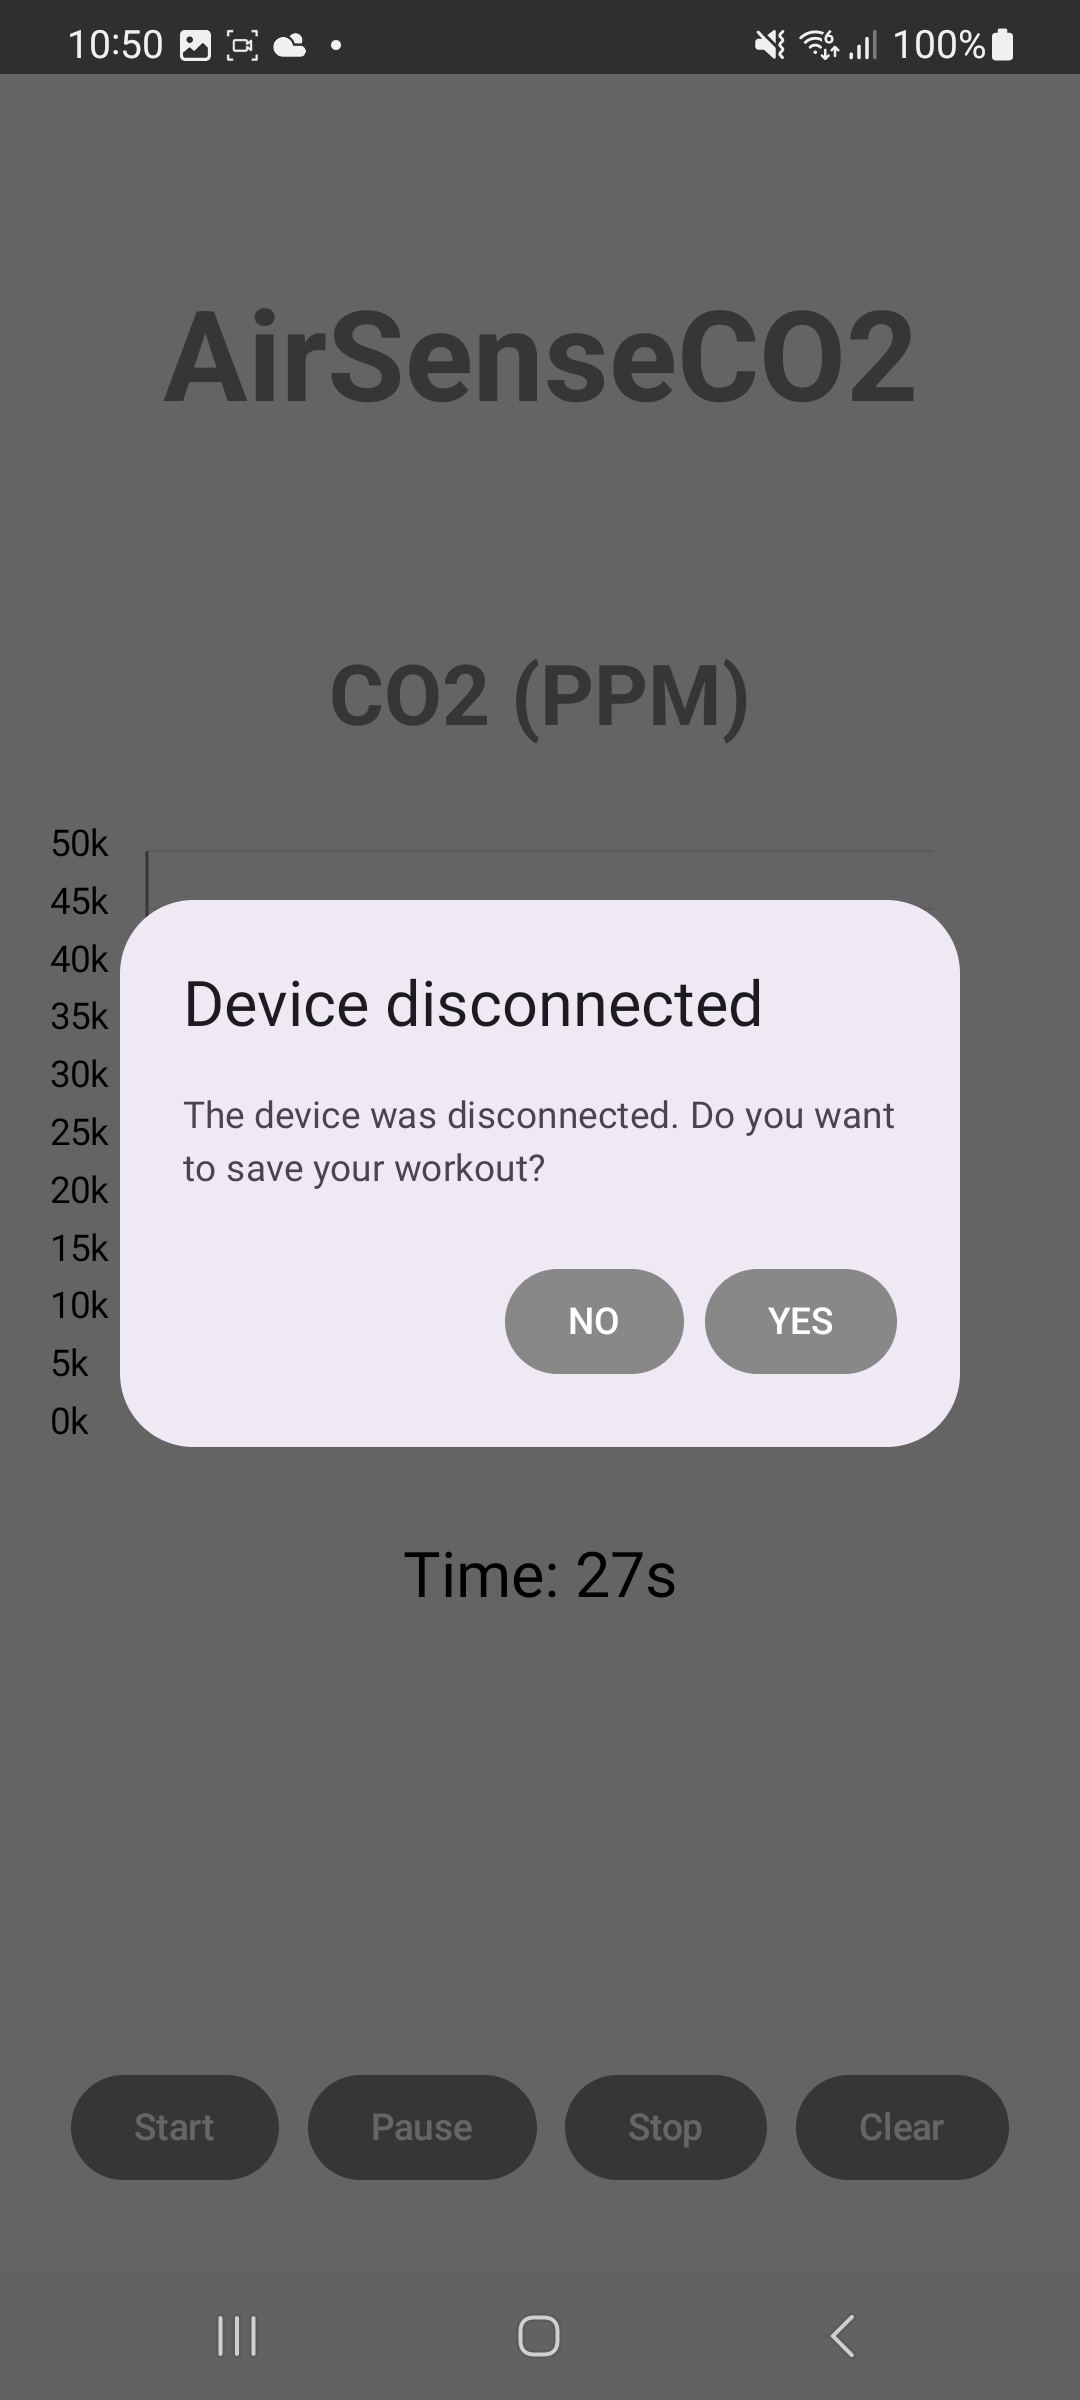 10:50 100%
AirSenseCO2
CO2 (PPM)
50k
45k
40k
35k
30k
25k
20k
15k
10k
5k
0k
Device disconnected
The device was disconnected. Do you want
to save your workout?
NO YES
Time: 27s
Start Pause Stop Clear